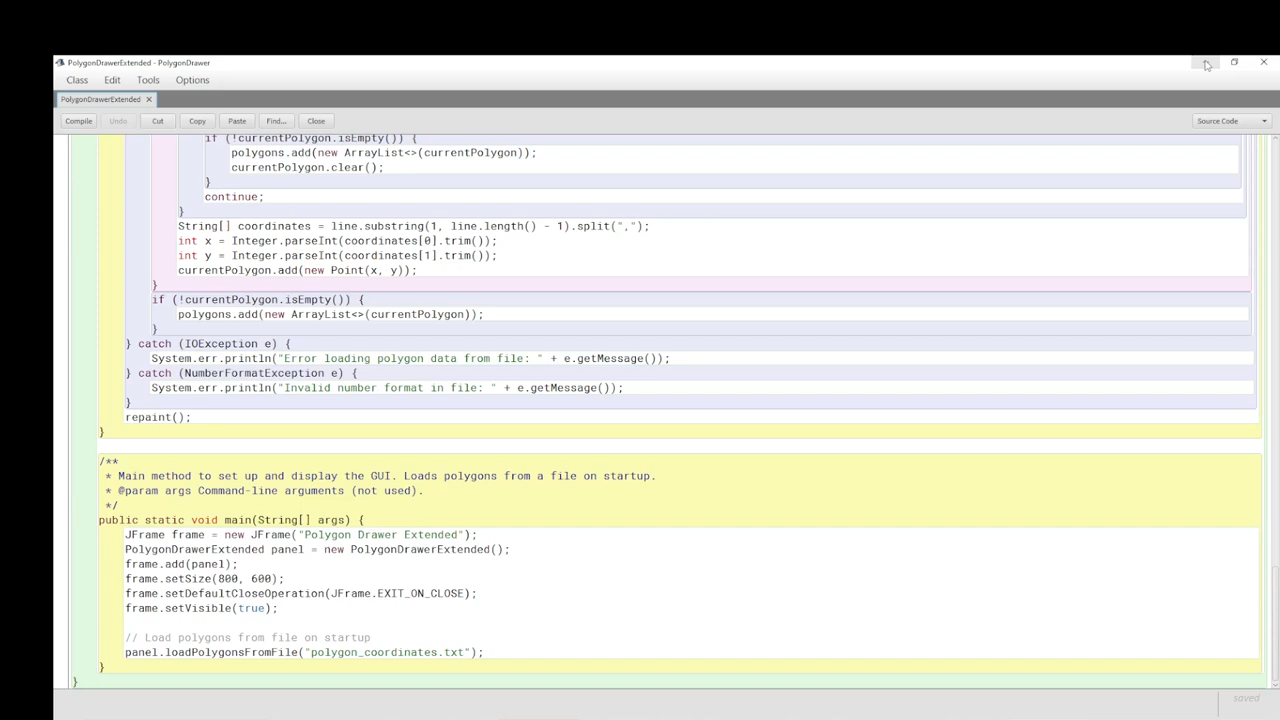 PolygonDrawerExtended - PolygonDrawer
Class Edit Tools Options
PolygonDrawerExtended
Compile Undo Cut Copy Paste Find... Close Source Code
if (!currentPolygon.isEmpty()) {
polygons.add(new ArrayList<>(currentPolygon));
currentPolygon.clear();
}
continue;
}
String[] coordinates = line.substring(1, line.length() - 1).split(",");
int x = Integer.parseInt(coordinates[0].trim());
int y = Integer.parseInt(coordinates[1].trim());
currentPolygon.add(new Point(x, y));
}
if (!currentPolygon.isEmpty()) {
polygons.add(new ArrayList<>(currentPolygon));
}
} catch (IOException e) {
System.err.println("Error loading polygon data from file: " + e.getMessage());
} catch (NumberFormatException e) {
System.err.println("Invalid number format in file: " + e.getMessage());
}
repaint();
}
/**
* Main method to set up and display the GUI. Loads polygons from a file on startup.
* @param args Command-line arguments (not used).
*/
public static void main(String[] args) {
JFrame frame = new JFrame("Polygon Drawer Extended");
PolygonDrawerExtended panel = new PolygonDrawerExtended();
frame.add(panel);
frame.setSize(800, 600);
frame.setDefaultCloseOperation(JFrame.EXIT_ON_CLOSE);
frame.setVisible(true);
// Load polygons from file on startup
panel.loadPolygonsFromFile("polygon_coordinates.txt");
}
}
saved